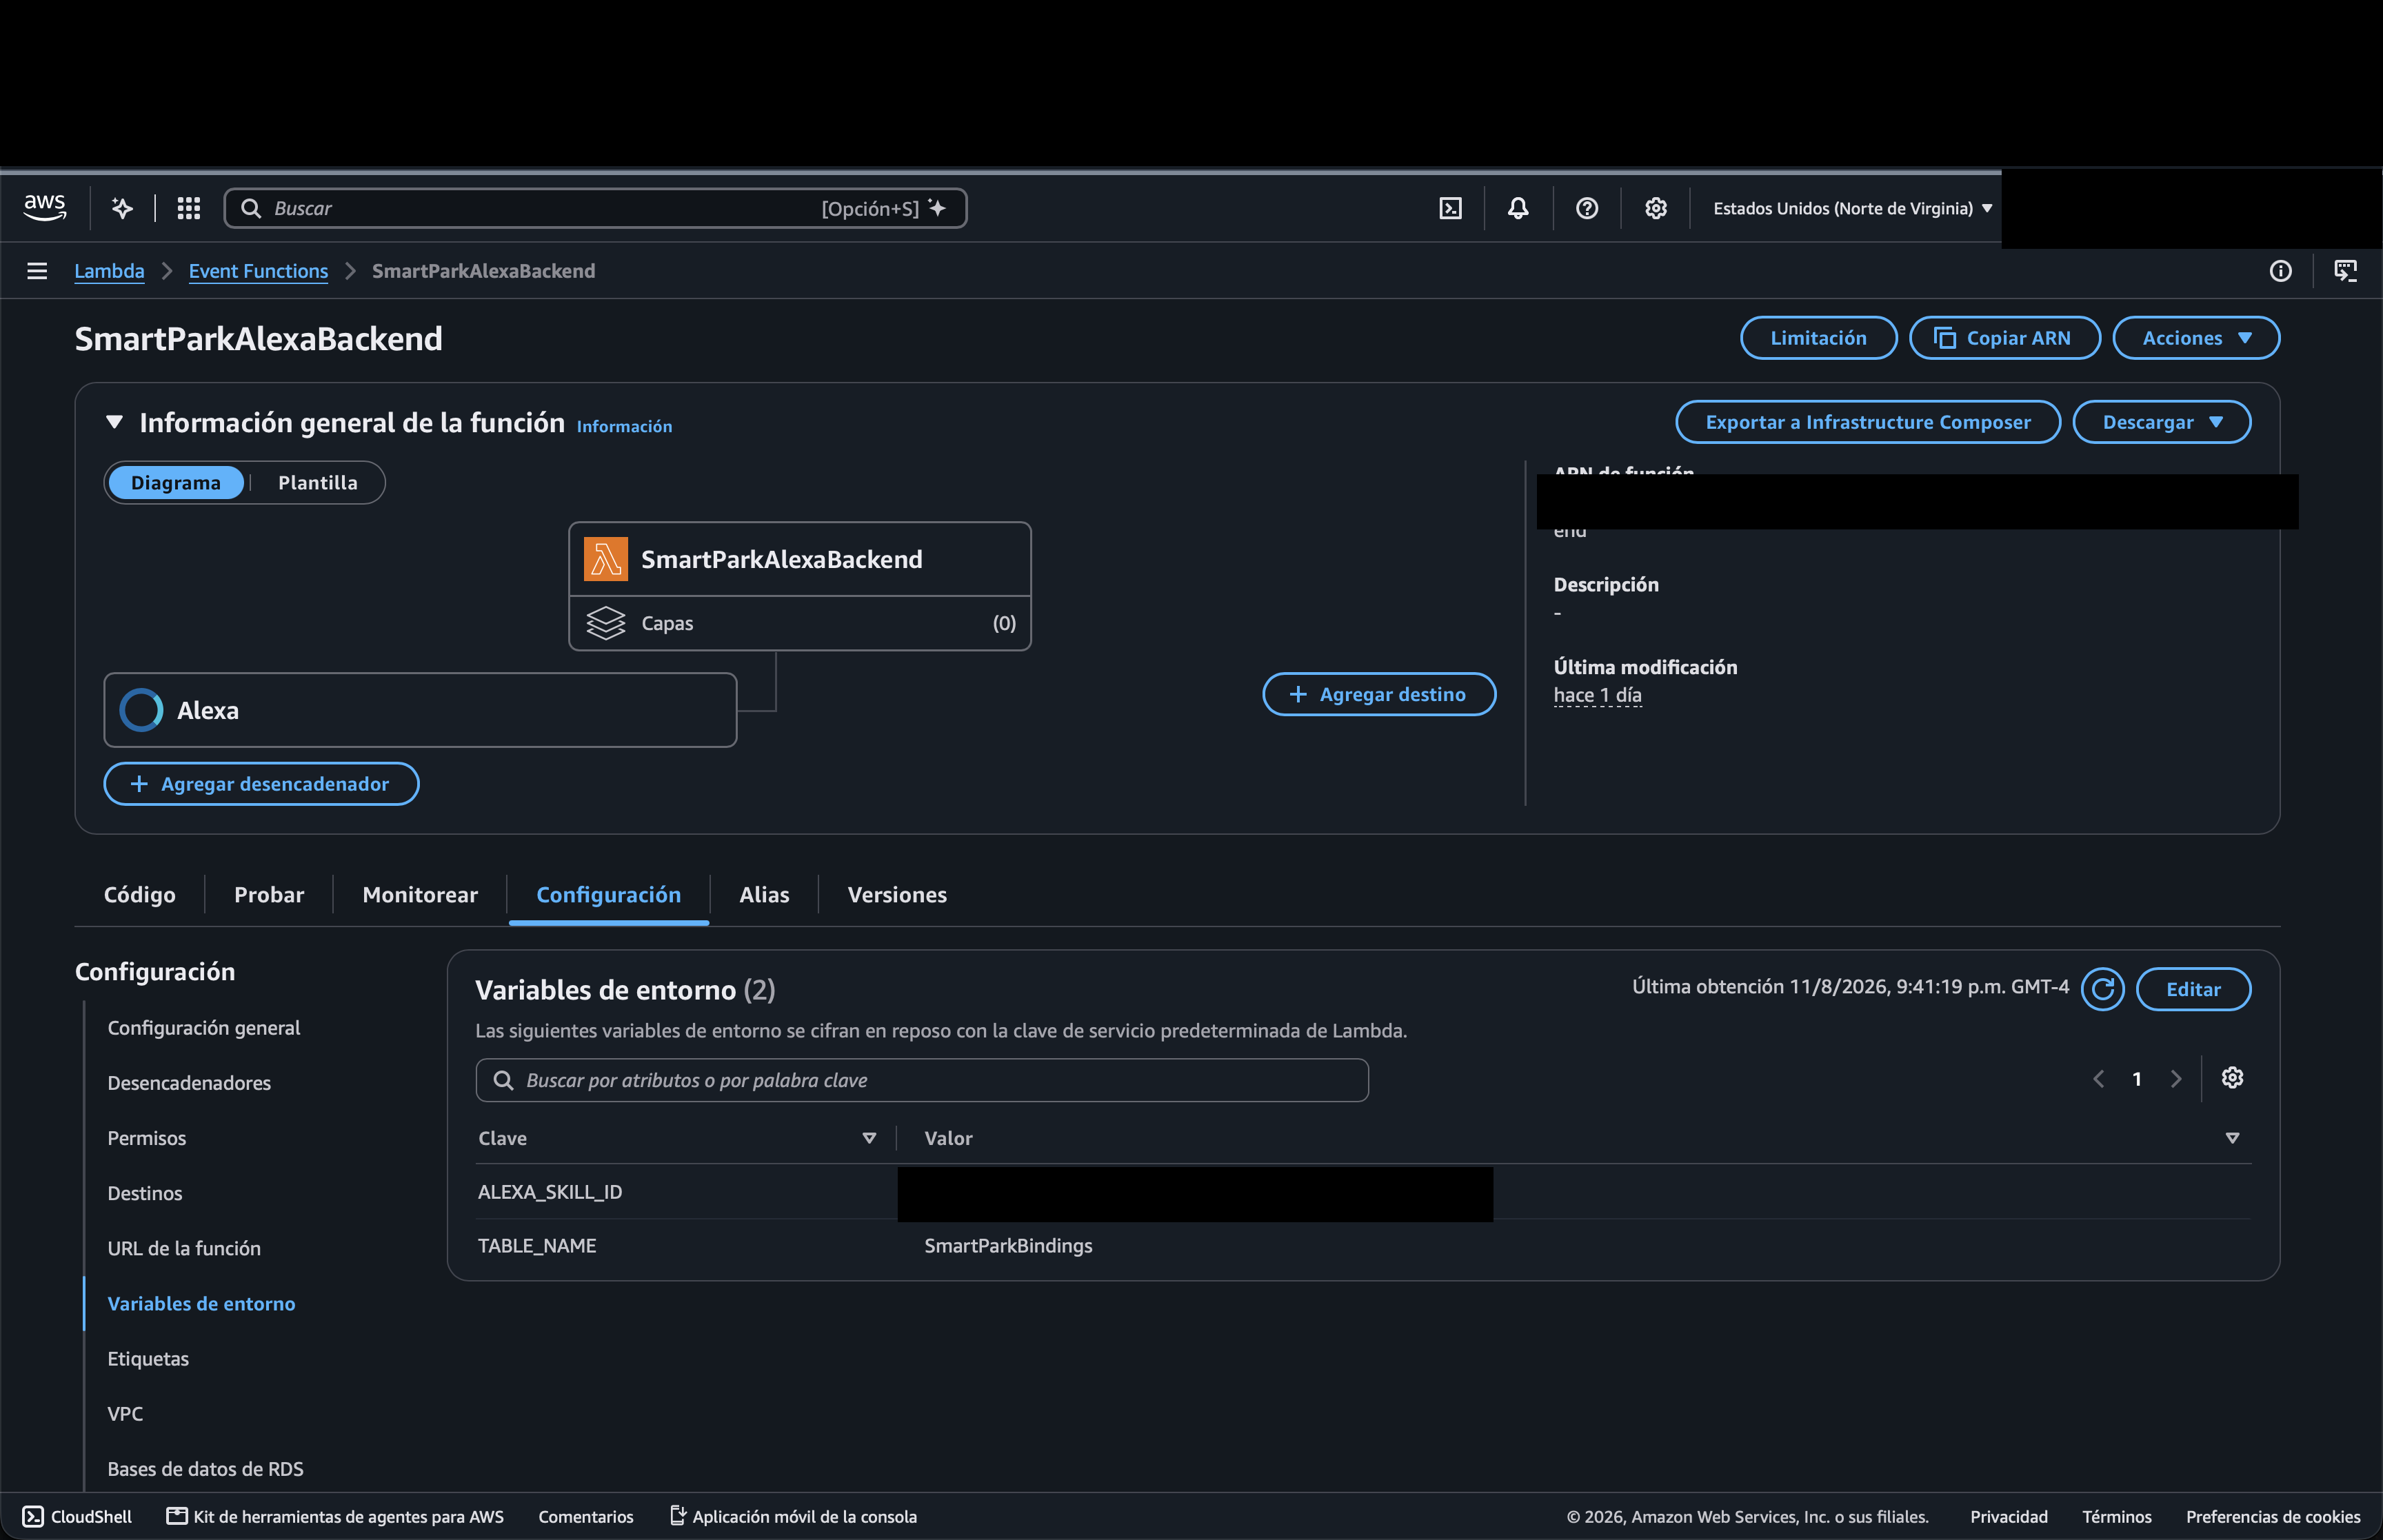 aws
Buscar [Opción+S]
Estados Unidos (Norte de Virginia)
Lambda Event Functions SmartParkAlexaBackend
SmartParkAlexaBackend
Limitación Copiar ARN Acciones
Información general de la función Información
Exportar a Infrastructure Composer Descargar
Diagrama Plantilla
SmartParkAlexaBackend
Capas (0)
Alexa
Agregar desencadenador
Agregar destino
ARN de función
end
Descripción
-
Última modificación
hace 1 día
Código Probar Monitorear Configuración Alias Versiones
Configuración
Configuración general
Desencadenadores
Permisos
Destinos
URL de la función
Variables de entorno
Etiquetas
VPC
Bases de datos de RDS
Variables de entorno (2)
Última obtención 11/8/2026, 9:41:19 p.m. GMT-4
Editar
Las siguientes variables de entorno se cifran en reposo con la clave de servicio predeterminada de Lambda.
Buscar por atributos o por palabra clave
1
Clave Valor
ALEXA_SKILL_ID
TABLE_NAME SmartParkBindings
CloudShell Kit de herramientas de agentes para AWS Comentarios Aplicación móvil de la consola
© 2026, Amazon Web Services, Inc. o sus filiales. Privacidad Términos Preferencias de cookies